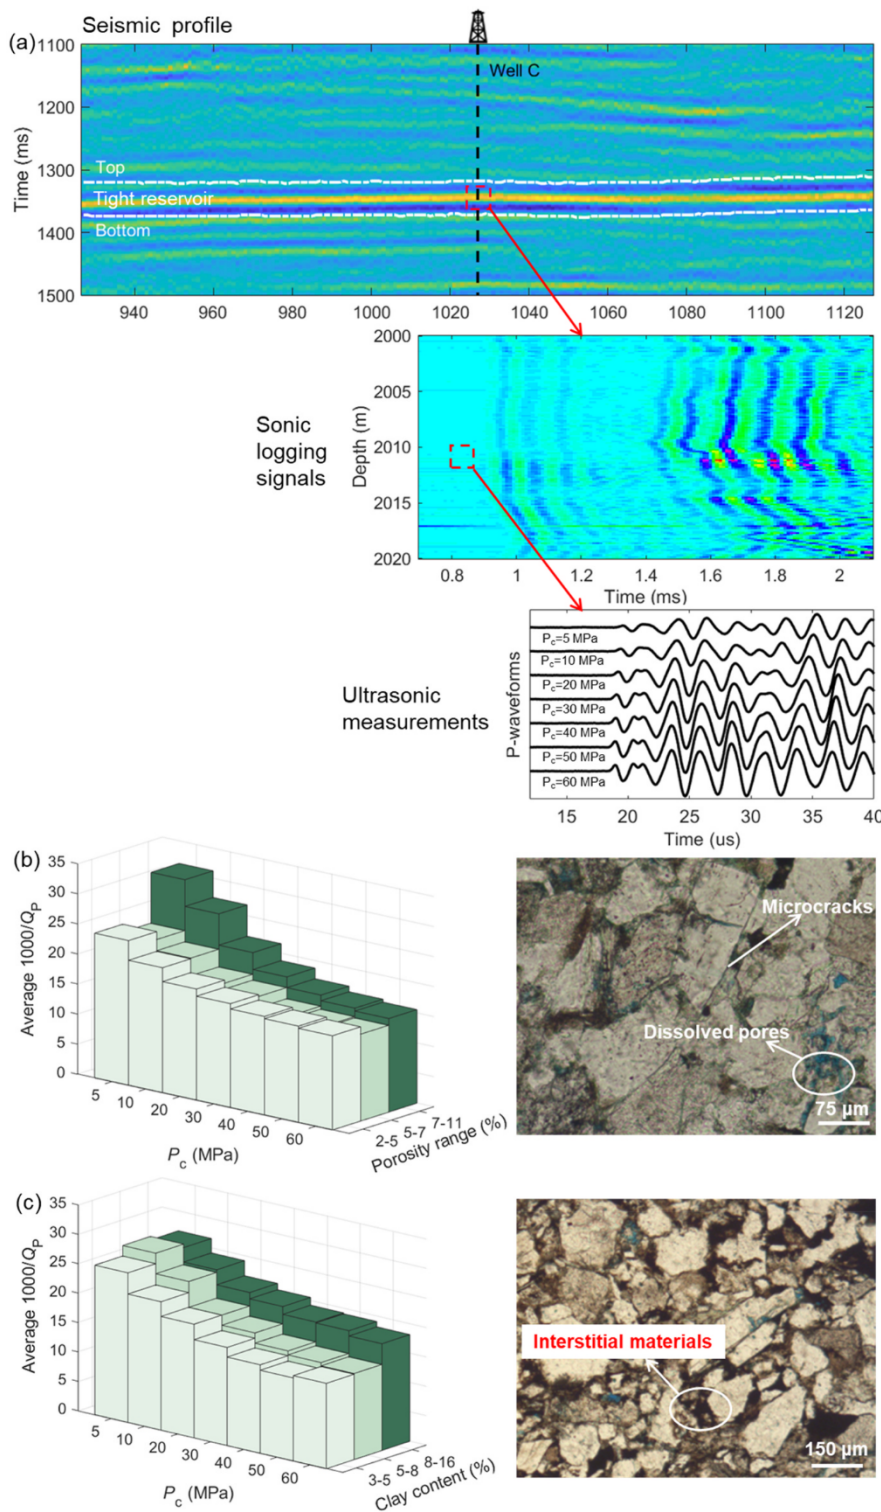 Seismic profile
(a)
Well C
Time (ms)
1100
1200
1300
1400
1500
Top
Tight reservoir
Bottom
940 960 980 1000 1020 1040 1060 1080 1100 1120
Sonic
logging
signals
Depth (m)
2000
2005
2010
2015
2020
0.8 1 1.2 1.4 1.6 1.8 2
Time (ms)
Ultrasonic
measurements
P-waveforms
Pc=5 MPa
Pc=10 MPa
Pc=20 MPa
Pc=30 MPa
Pc=40 MPa
Pc=50 MPa
Pc=60 MPa
15 20 25 30 35 40
Time (us)
(b)
Average 1000/QP
35
30
25
20
15
10
5
0
5 10 20 30 40 50 60
Pc (MPa)
2-5 5-7 7-11
Porosity range (%)
Microcracks
Dissolved pores
75 µm
(c)
Average 1000/QP
35
30
25
20
15
10
5
0
5 10 20 30 40 50 60
Pc (MPa)
3-5 5-8 8-16
Clay content (%)
Interstitial materials
150 µm